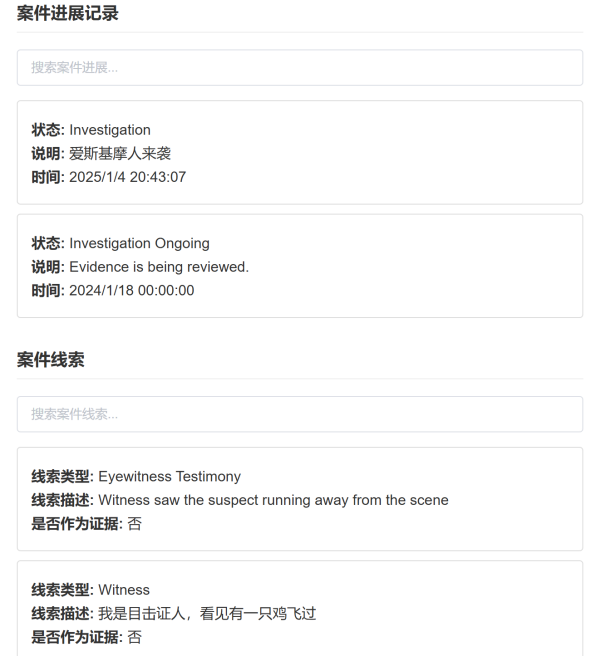 案件进展记录
搜索案件进展...
状态: Investigation
说明: 爱斯基摩人来袭
时间: 2025/1/4 20:43:07
状态: Investigation Ongoing
说明: Evidence is being reviewed.
时间: 2024/1/18 00:00:00
案件线索
搜索案件线索...
线索类型: Eyewitness Testimony
线索描述: Witness saw the suspect running away from the scene
是否作为证据: 否
线索类型: Witness
线索描述: 我是目击证人，看见有一只鸡飞过
是否作为证据: 否